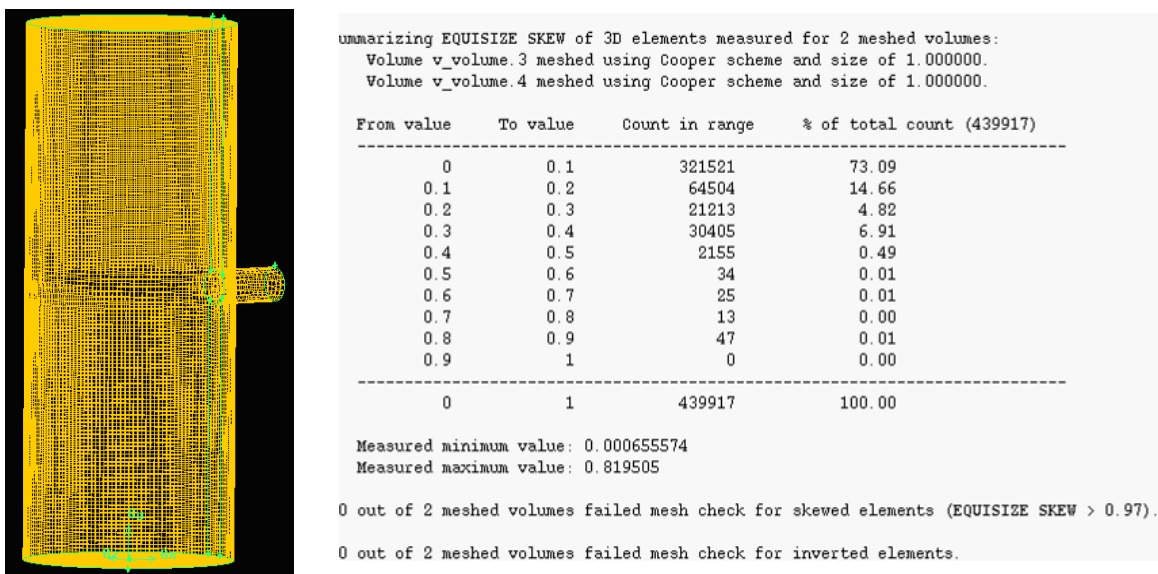 ummarizing EQUISIZE SKEW of 3D elements measured for 2 meshed volumes:
Volume v_volume.3 meshed using Cooper scheme and size of 1.000000.
Volume v_volume.4 meshed using Cooper scheme and size of 1.000000.
From value To value Count in range % of total count (439917)
-------------------------------------------------------------------------
0 0.1 321521 73.09
0.1 0.2 64504 14.66
0.2 0.3 21213 4.82
0.3 0.4 30405 6.91
0.4 0.5 2155 0.49
0.5 0.6 34 0.01
0.6 0.7 25 0.01
0.7 0.8 13 0.00
0.8 0.9 47 0.01
0.9 1 0 0.00
-------------------------------------------------------------------------
0 1 439917 100.00
Measured minimum value: 0.000655574
Measured maximum value: 0.819505
0 out of 2 meshed volumes failed mesh check for skewed elements (EQUISIZE SKEW > 0.97).
0 out of 2 meshed volumes failed mesh check for inverted elements.